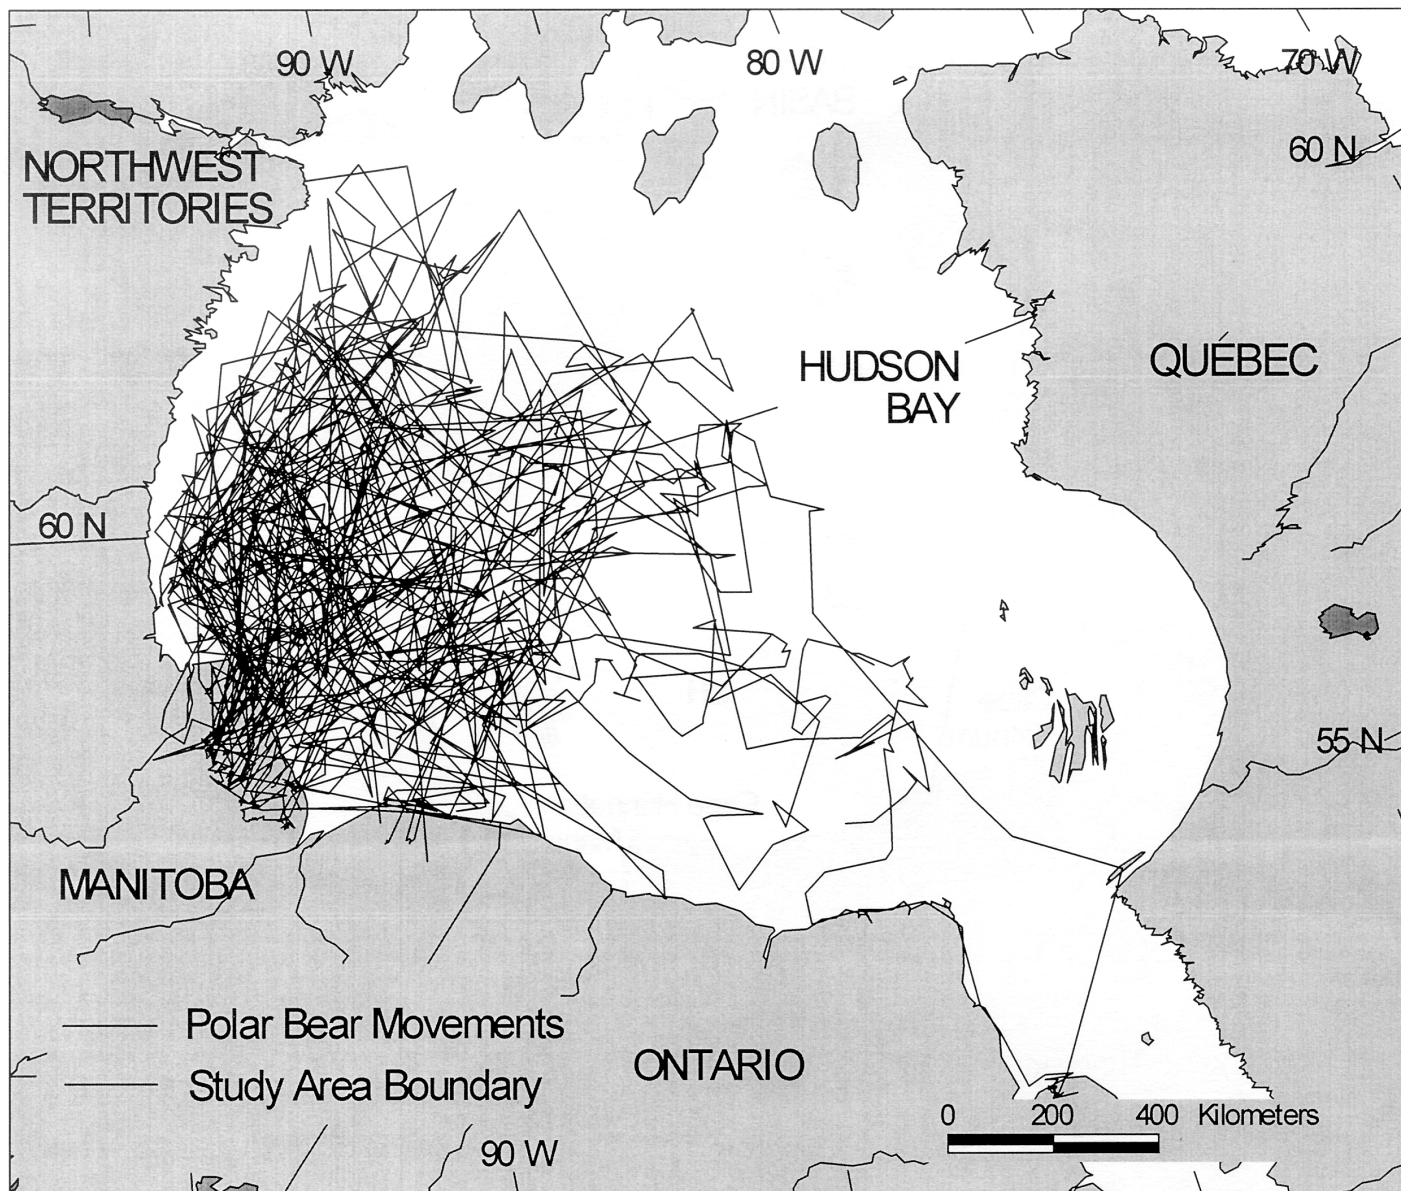 90 W
80 W
70 W
60 N
NORTHWEST
TERRITORIES
HUDSON
BAY
QUÉBEC
60 N
55 N
MANITOBA
Polar Bear Movements
Study Area Boundary
ONTARIO
0 200 400 Kilometers
90 W